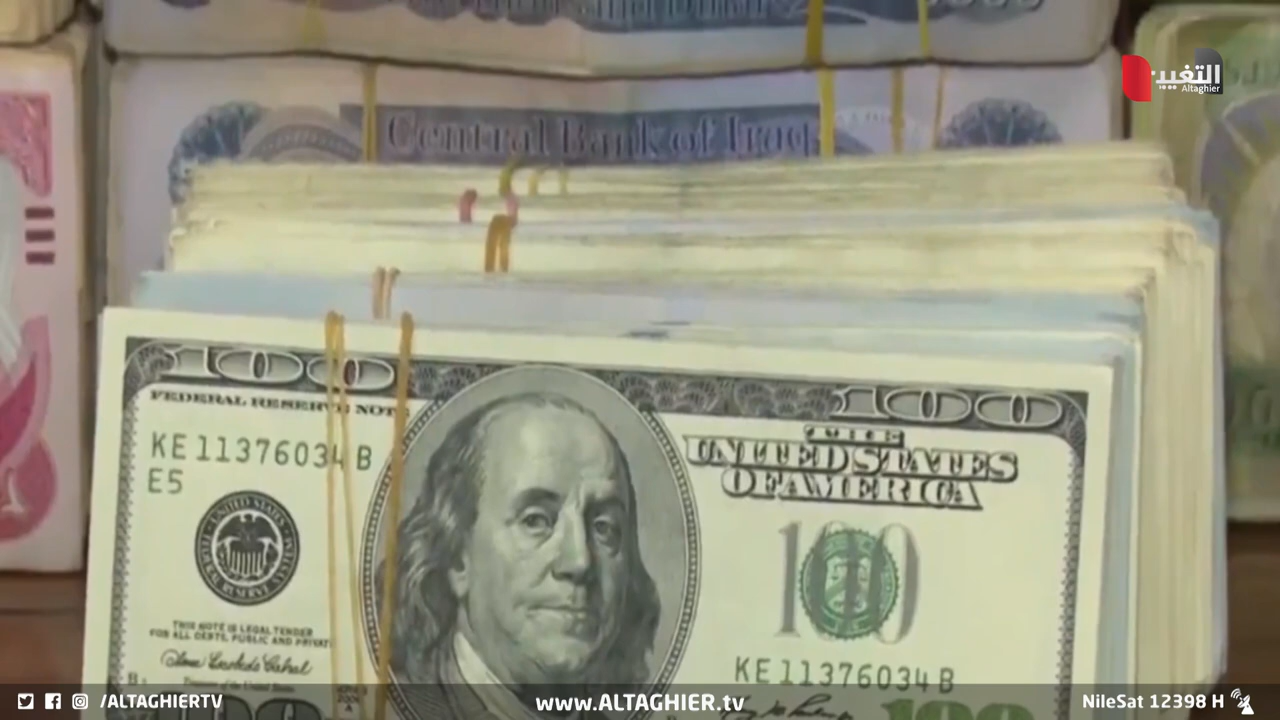 التغيير
Altaghier
Central Bank of Iraq
100
100
FEDERAL RESERVE NOTE
THE
UNITED STATES
OF AMERICA
KE 11376034 B
E5
100
THIS NOTE IS LEGAL TENDER
FOR ALL DEBTS, PUBLIC AND PRIVATE
KE 11376034 B
/ALTAGHIERTV
www.ALTAGHIER.tv
NileSat 12398 H